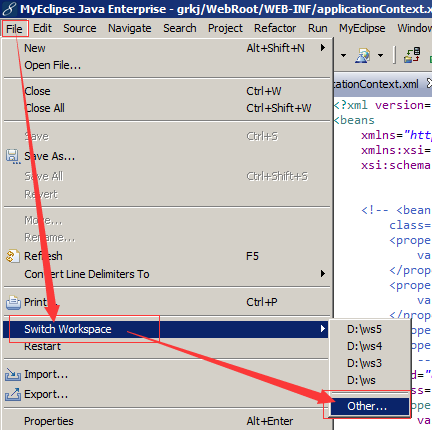 MyEclipse Java Enterprise - grkj/WebRoot/WEB-INF/applicationContext.x
File Edit Source Navigate Search Project Refactor Run MyEclipse Window
New Alt+Shift+N
Open File...
Close Ctrl+W
Close All Ctrl+Shift+W
Save Ctrl+S
Save As...
Save All Ctrl+Shift+S
Revert
Move...
Rename...
Refresh F5
Convert Line Delimiters To
Print... Ctrl+P
Switch Workspace
Restart
Import...
Export...
Properties Alt+Enter
D:\ws5
D:\ws4
D:\ws3
D:\ws
Other...
cationContext.xml
<?xml version=
<beans
xmlns="http
xmlns:xsi=
xsi:schema
<!-- <bean
class=
<prope
va
</prop
<prope
va
</prop